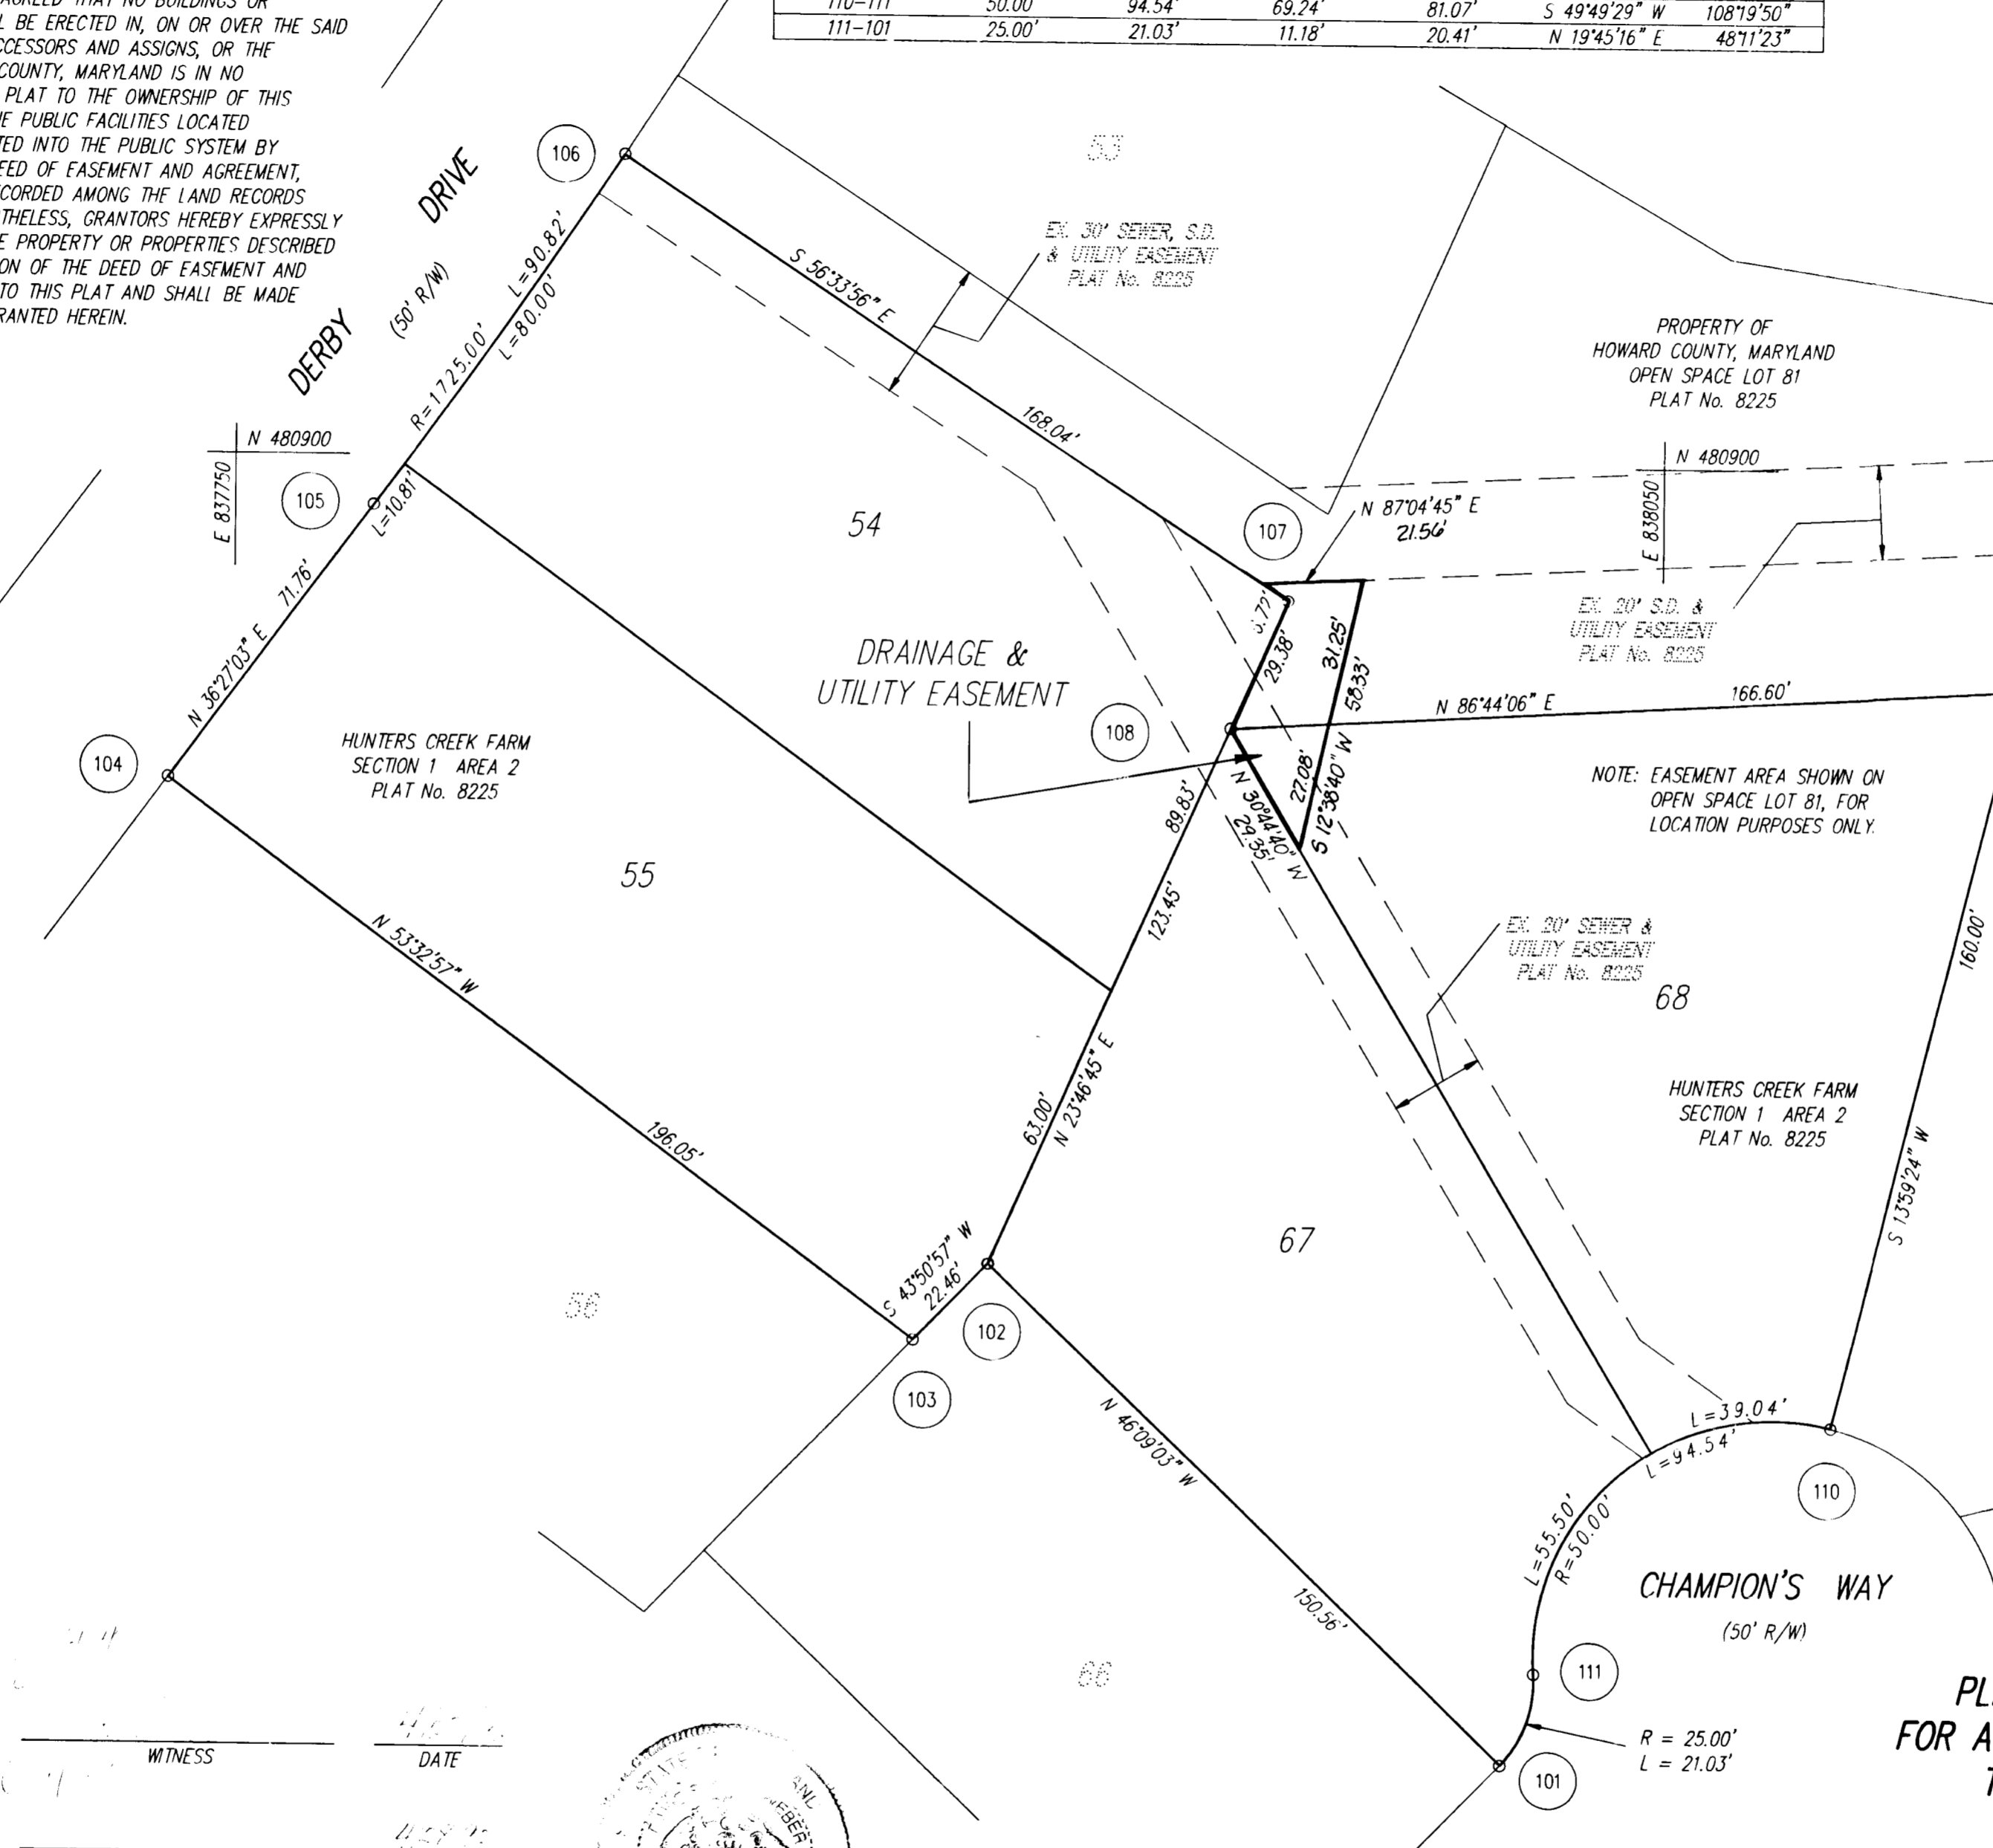 AGREED THAT NO BUILDINGS OR
BE ERECTED IN, ON OR OVER THE SAID
SUCCESSORS AND ASSIGNS, OR THE
COUNTY, MARYLAND IS IN NO
PLAT TO THE OWNERSHIP OF THIS
PUBLIC FACILITIES LOCATED
INTO THE PUBLIC SYSTEM BY
DEED OF EASEMENT AND AGREEMENT,
RECORDED AMONG THE LAND RECORDS
GRANTORS HEREBY EXPRESSLY
PROPERTY OR PROPERTIES DESCRIBED
OF THE DEED OF EASEMENT AND
TO THIS PLAT AND SHALL BE MADE
GRANTED HEREIN.
110-111 50.00' 94.54' 69.24' 81.07' S 49°49'29" W 108°19'50"
111-101 25.00' 21.03' 11.18' 20.41' N 19°45'16" E 48°11'23"
DERBY DRIVE
(50' R/W)
106
53
L=90.82'
R=1725.00'
L=80.00'
S 56°33'56" E
168.04'
EX. 30' SEWER, S.D.
& UTILITY EASEMENT
PLAT No. 8225
PROPERTY OF
HOWARD COUNTY, MARYLAND
OPEN SPACE LOT 81
PLAT No. 8225
N 480900
E 837750
105
L=10.81'
71.76'
N 36°27'03" E
104
54
107
N 87°04'45" E
21.56'
N 480900
E 838050
EX. 20' S.D. &
UTILITY EASEMENT
PLAT No. 8225
29.38'
31.25'
58.33'
DRAINAGE &
UTILITY EASEMENT
108
N 86°44'06" E 166.60'
HUNTERS CREEK FARM
SECTION 1 AREA 2
PLAT No. 8225
27.08'
S 12°38'40" W
N 30°44'40" W
29.35'
89.83'
NOTE: EASEMENT AREA SHOWN ON
OPEN SPACE LOT 81, FOR
LOCATION PURPOSES ONLY.
55
123.45'
EX. 20' SEWER &
UTILITY EASEMENT
PLAT No. 8225
68
160.00'
S 13°59'24" W
N 53°32'57" W
196.05'
63.00'
N 23°46'45" E
HUNTERS CREEK FARM
SECTION 1 AREA 2
PLAT No. 8225
67
S 43°50'57" W
22.46'
56
102
103
N 46°09'03" W
150.56'
L=39.04'
L=94.54'
110
L=55.50'
R=50.00'
CHAMPION'S WAY
(50' R/W)
66
111
R = 25.00'
L = 21.03'
101
FOR A
WITNESS
DATE
STATE